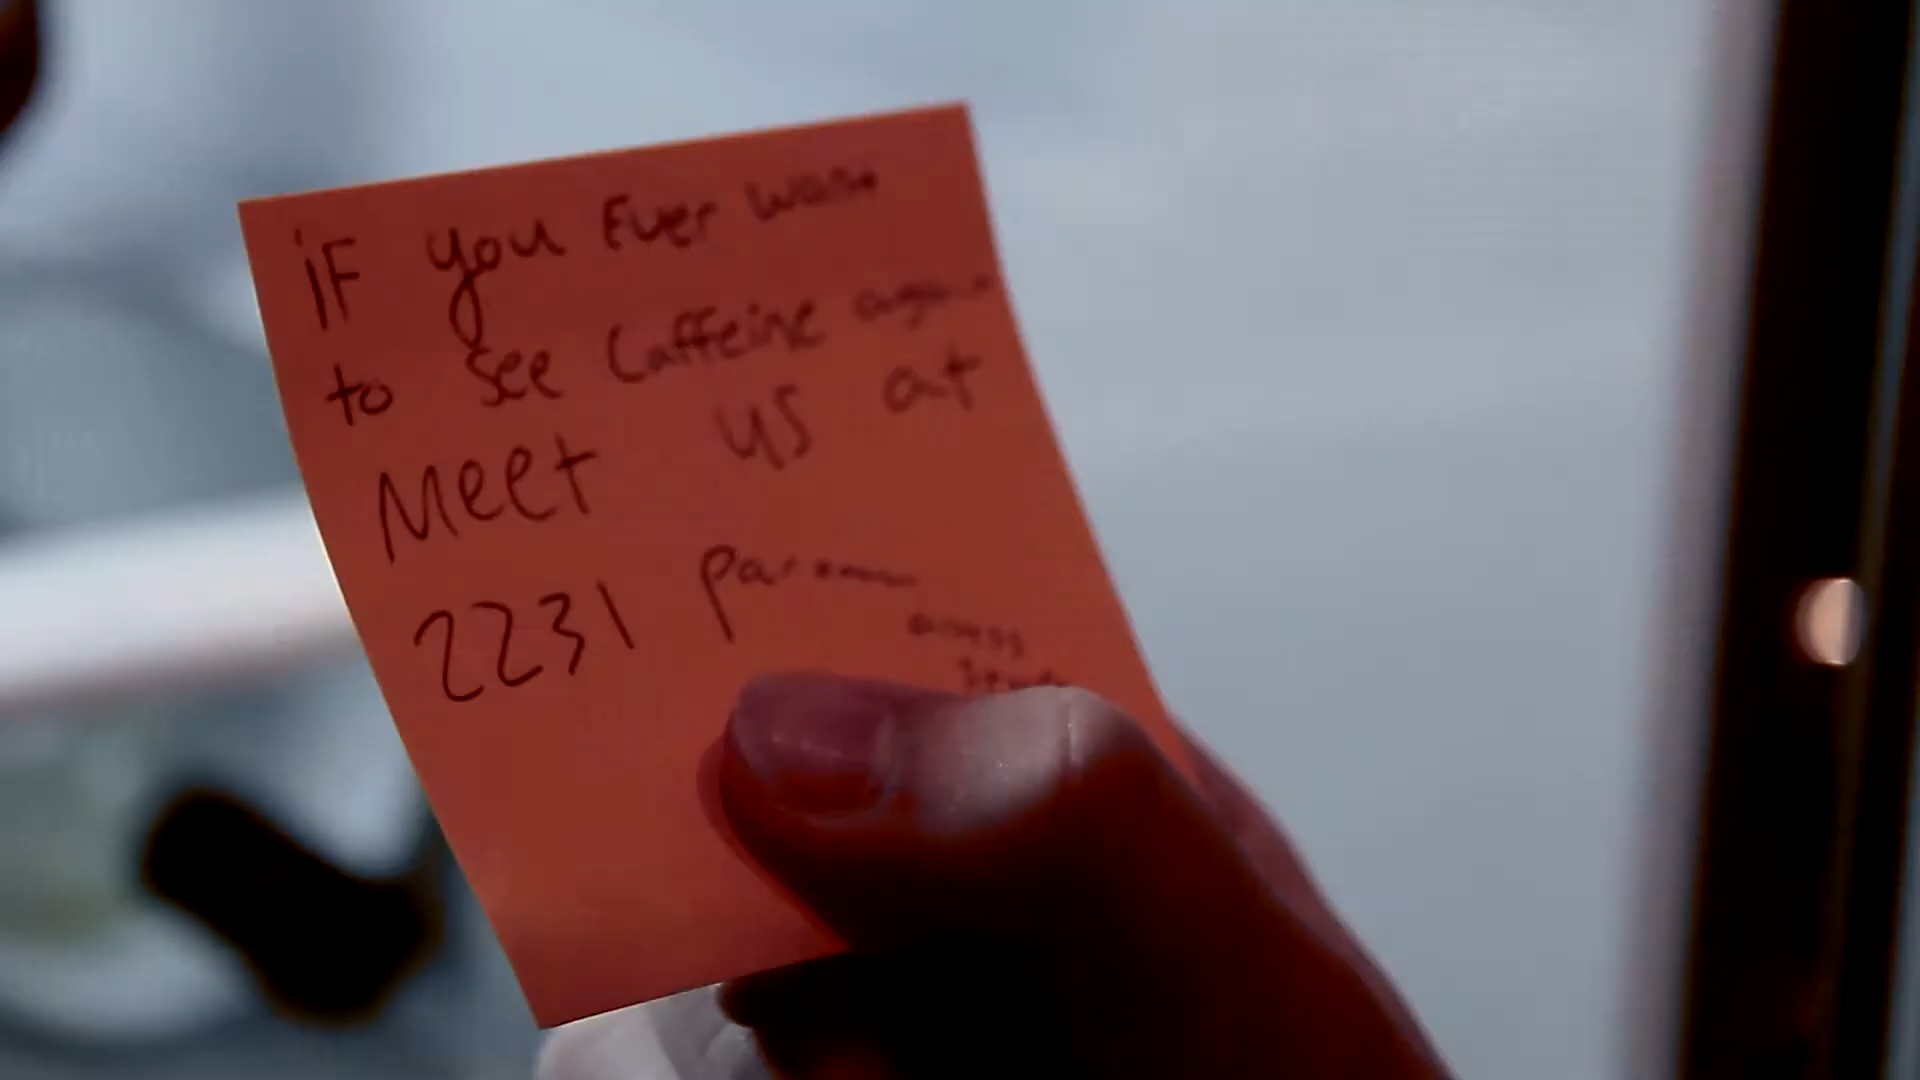 iF you Ever want
to see Caffeine again
Meet us at
2231